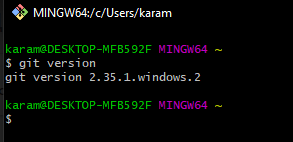 MINGW64:/c/Users/karam
karam@DESKTOP-MFB592F MINGW64 ~
$ git version
git version 2.35.1.windows.2
karam@DESKTOP-MFB592F MINGW64 ~
$